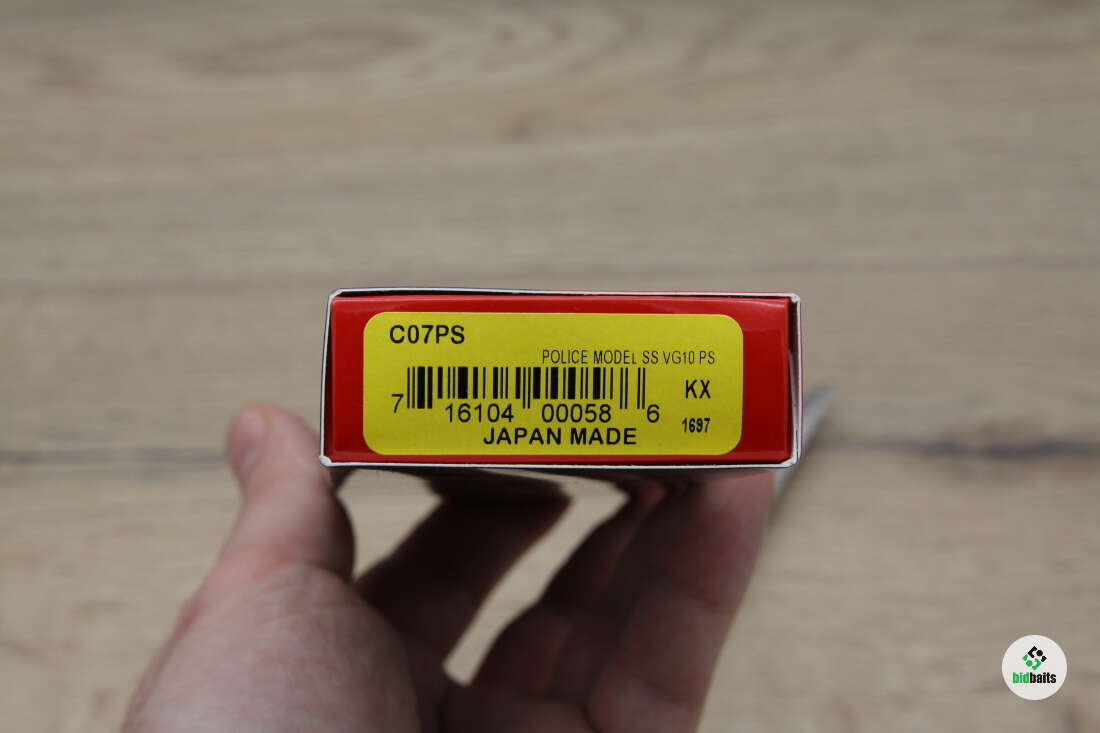 C07PS
POLICE MODEL SS VG10 PS
KX
7 16104 00058 6
1697
JAPAN MADE
bidbaits